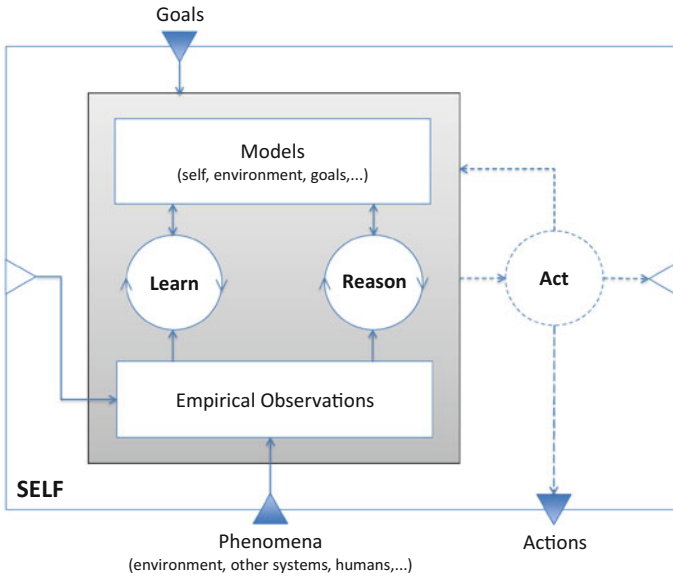 Goals
Models
(self, environment, goals,...)
Learn
Reason
Act
Empirical Observations
SELF
Phenomena
(environment, other systems, humans,...)
Actions